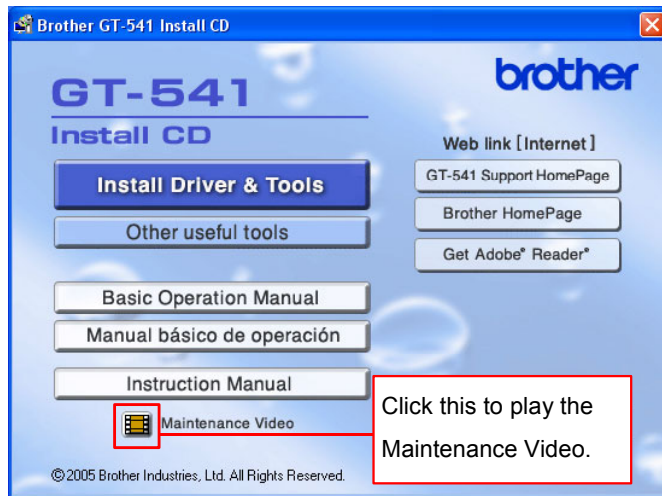 Brother GT-541 Install CD
GT-541
Install CD
Install Driver & Tools
Other useful tools
Basic Operation Manual
Manual básico de operación
Instruction Manual
Maintenance Video
© 2005 Brother Industries, Ltd. All Rights Reserved.
brother
Web link [Internet]
GT-541 Support HomePage
Brother HomePage
Get Adobe® Reader®
Click this to play the
Maintenance Video.